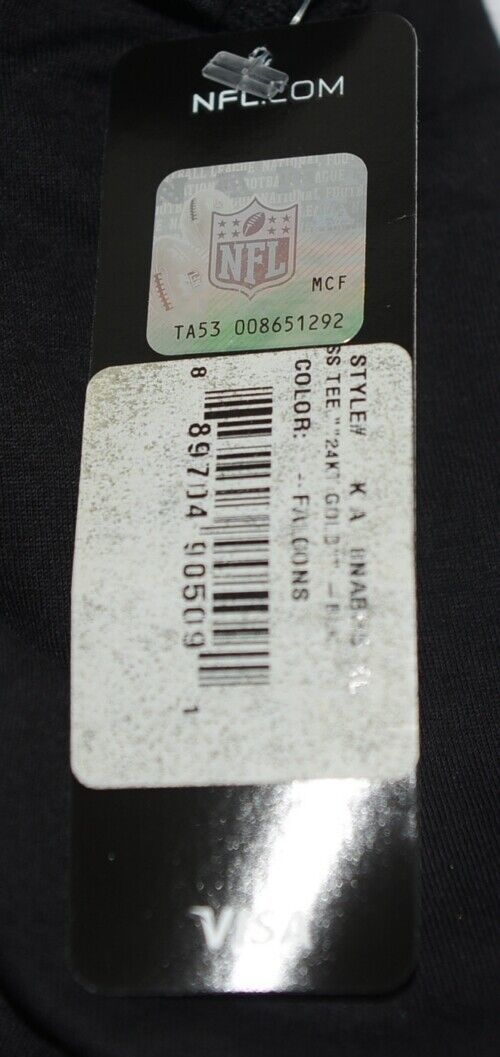 NFL.COM
NFL
MCF
TA53 008651292
STYLE# K A
SS TEE ""24KT GOLD""
COLOR: - FALCONS
8 89704 90509 1
VISA